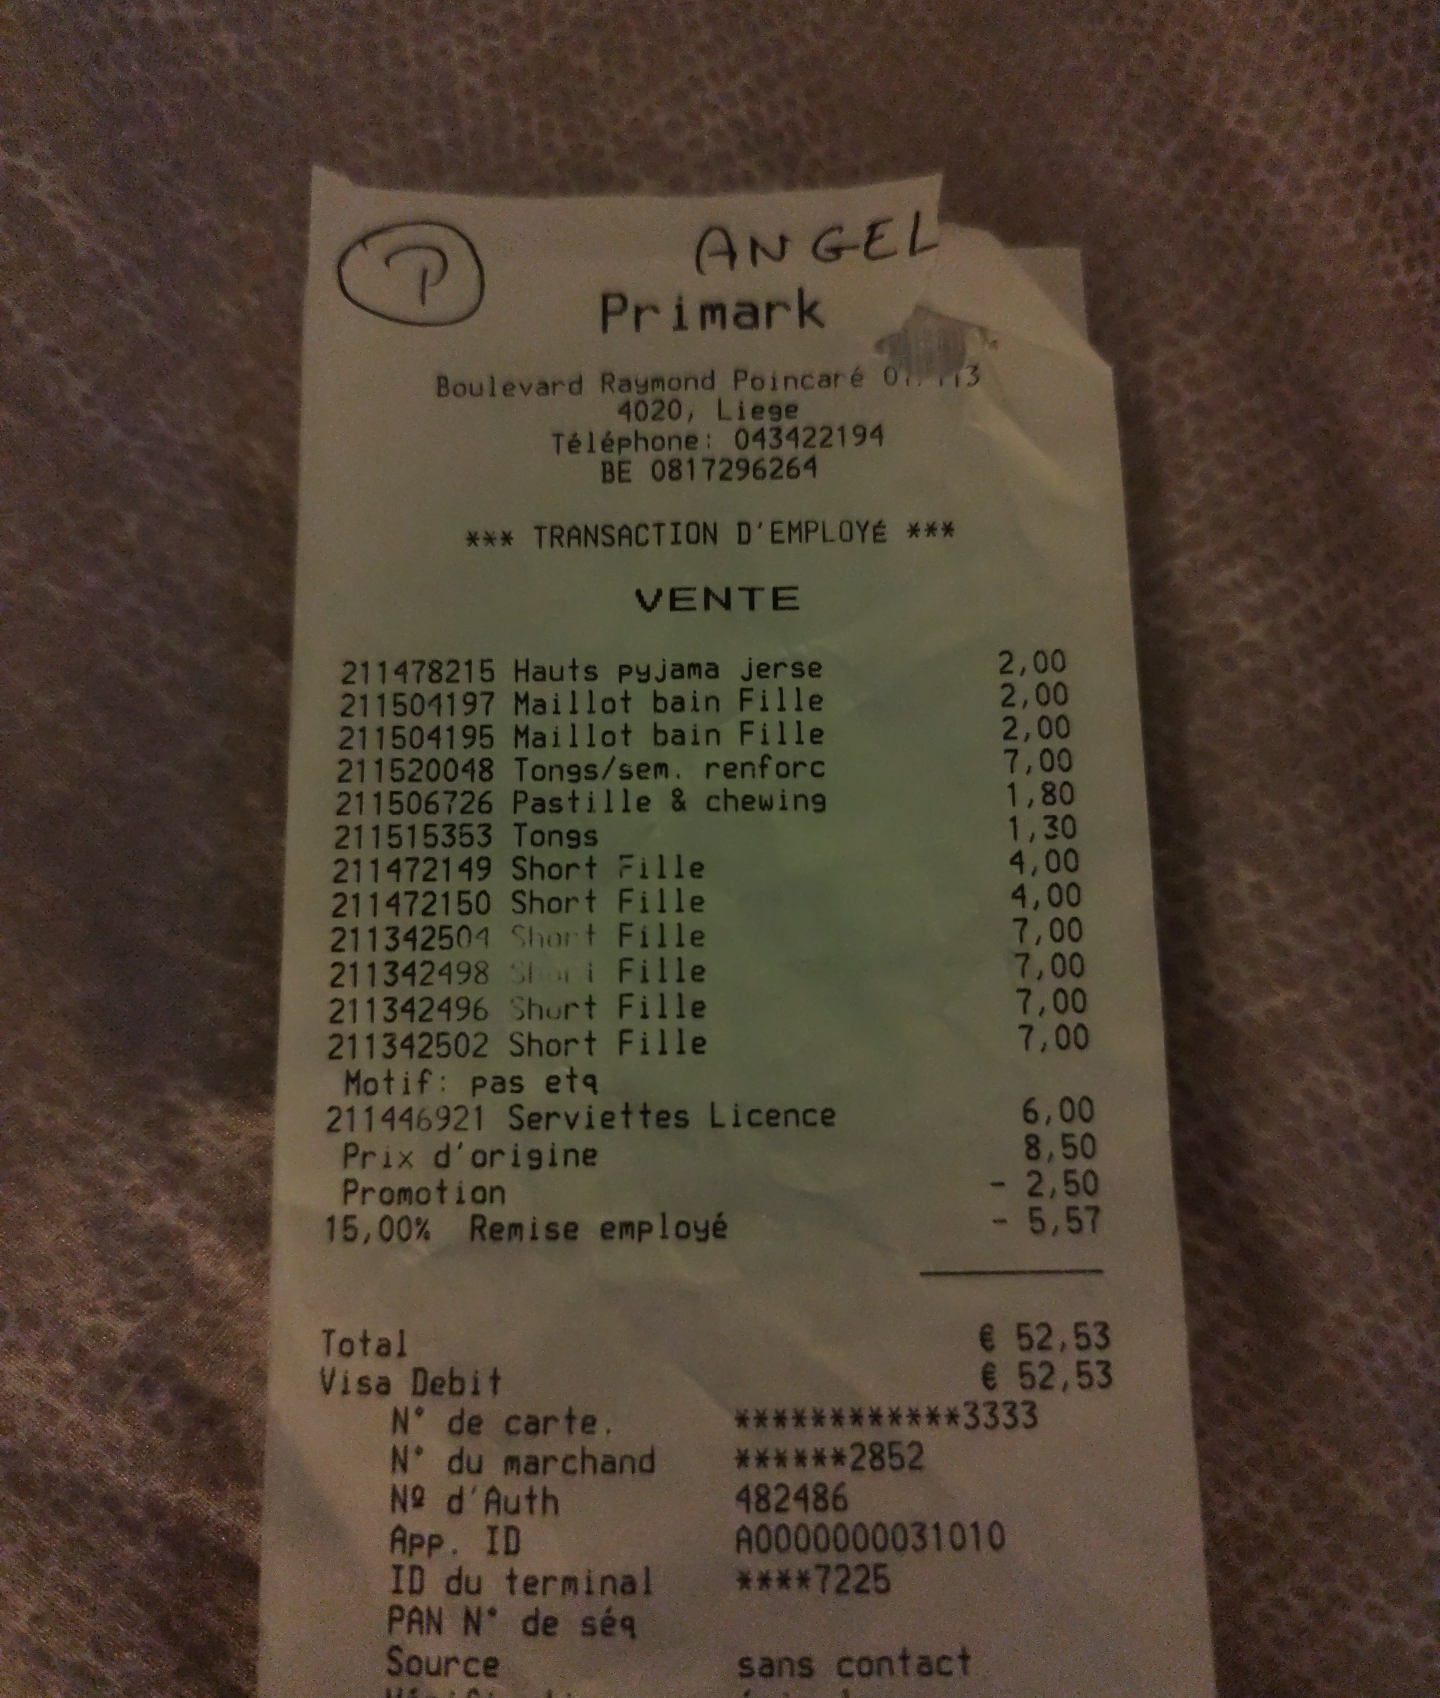 P ANGEL
Primark
Boulevard Raymond Poincaré
4020, Liege
Téléphone: 043422194
BE 0817296264
*** TRANSACTION D'EMPLOYÉ ***
VENTE
211478215 Hauts pyjama jerse 2,00
211504197 Maillot bain Fille 2,00
211504195 Maillot bain Fille 2,00
211520048 Tongs/sem. renforc 7,00
211506726 Pastille & chewing 1,80
211515353 Tongs 1,30
211472149 Short Fille 4,00
211472150 Short Fille 4,00
211342504 Short Fille 7,00
211342498 Short Fille 7,00
211342496 Short Fille 7,00
211342502 Short Fille 7,00
Motif: pas etq
211446921 Serviettes Licence 6,00
Prix d'origine 8,50
Promotion - 2,50
15,00% Remise employé - 5,57
Total € 52,53
Visa Debit € 52,53
N° de carte. ************3333
N° du marchand ******2852
Nº d'Auth 482486
App. ID A0000000031010
ID du terminal ****7225
PAN N° de séq
Source sans contact